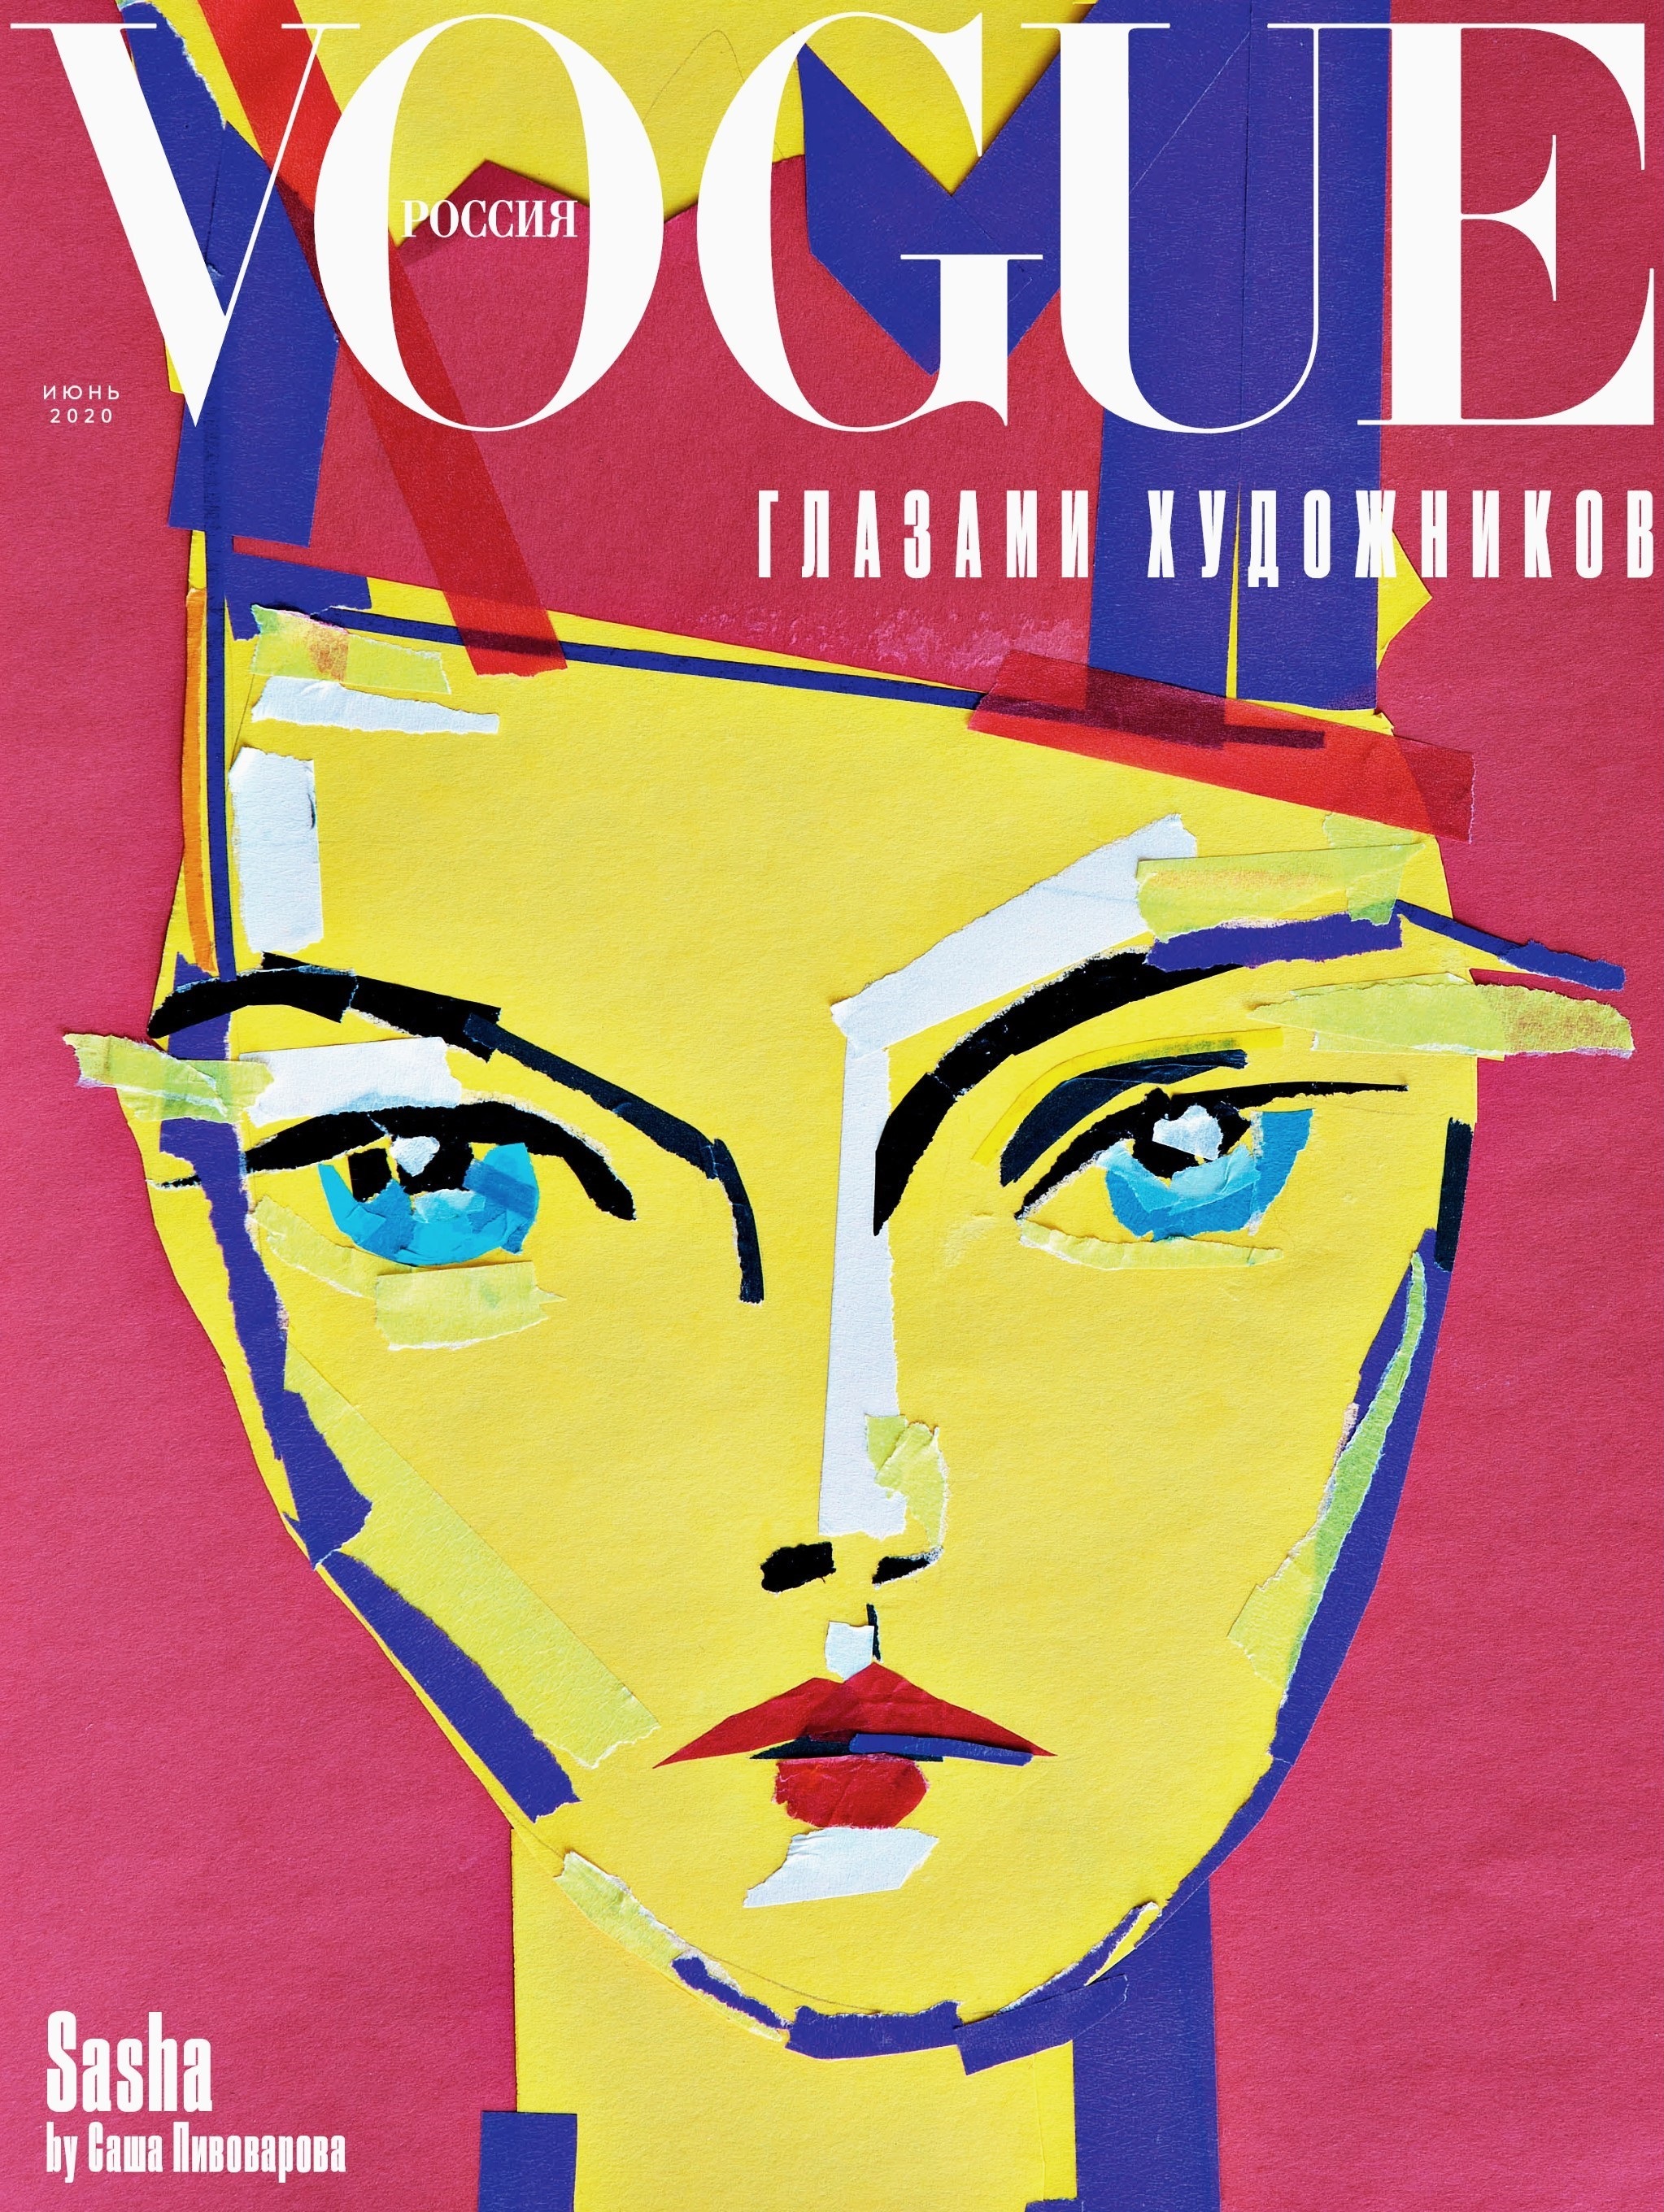 VOGUE
РОССИЯ
ИЮНЬ
2020
ГЛАЗАМИ ХУДОЖНИКОВ
Sasha
by Саша Пивоварова